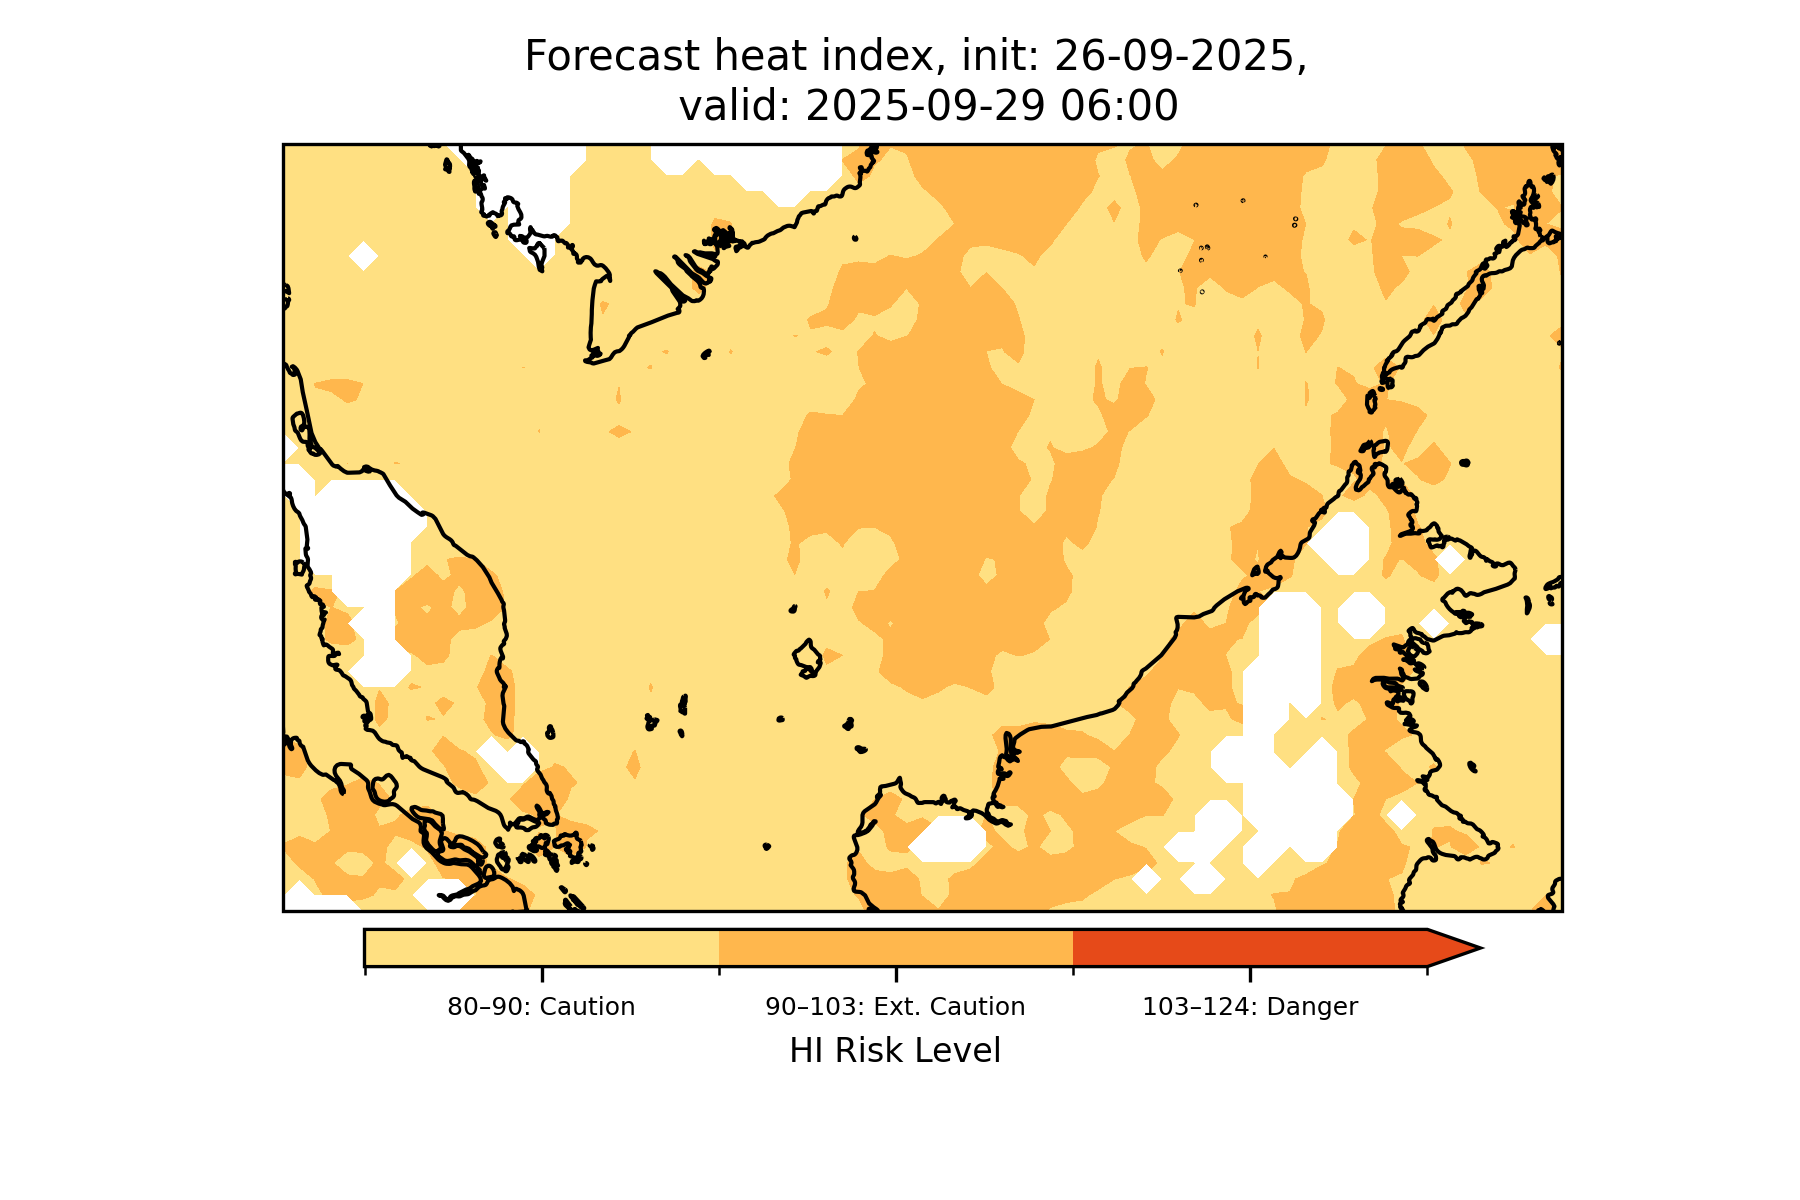 Forecast heat index, init: 26-09-2025,
valid: 2025-09-29 06:00
80–90: Caution
90–103: Ext. Caution
103–124: Danger
HI Risk Level